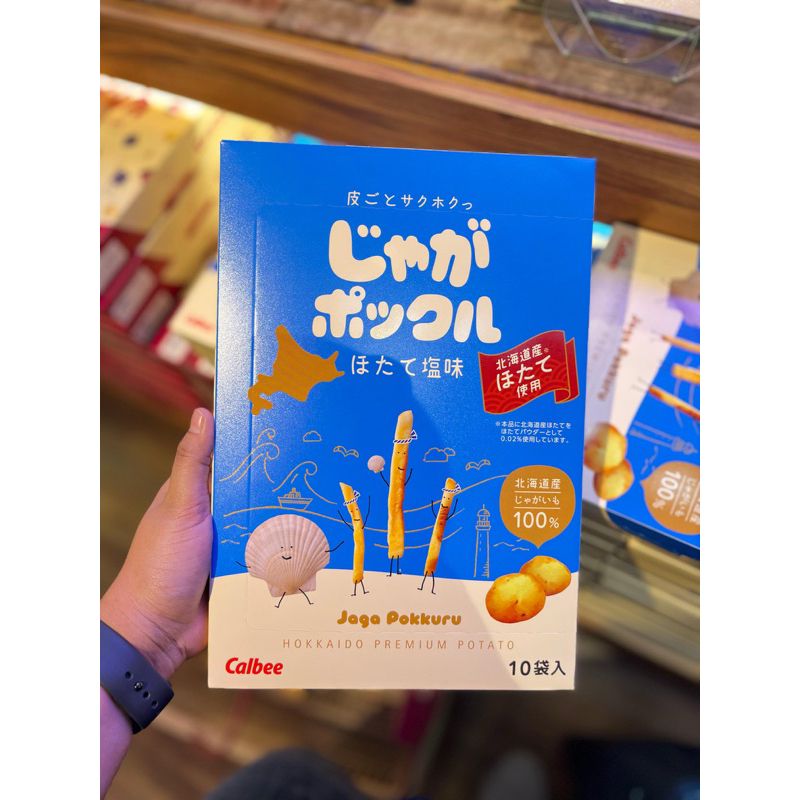 皮ごとサクホクっ
じゃが
ポックル
ほたて塩味
北海道産※
ほたて
使用
※本品に北海道産ほたてを
ほたてパウダーとして
0.02%使用しています。
北海道産
じゃがいも
100%
Jaga Pokkuru
HOKKAIDO PREMIUM POTATO
Calbee
10袋入
Calbee
Jaga Pokkuru
100%